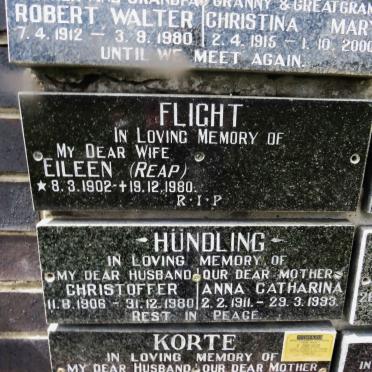 GRANNY & GREATGRAN
ROBERT WALTER CHRISTINA MARY
7. 4. 1912 – 3. 9. 1980 2. 4. 1915 – 1. 10. 2000
UNTIL WE MEET AGAIN.
FLIGHT
IN LOVING MEMORY OF
MY DEAR WIFE
EILEEN (REAP)
★ 8. 3. 1902 – ✝ 19. 12. 1980.
R · I · P
HÜNDLING
IN LOVING MEMORY OF
MY DEAR HUSBAND OUR DEAR MOTHER
CHRISTOFFER ANNA CATHARINA
11. 8. 1906 – 31. 12. 1980 2. 2. 1911. – 29. 3. 1993.
REST IN PEACE
KORTE
IN LOVING MEMORY OF
MY DEAR HUSBAND OUR DEAR MOTHER